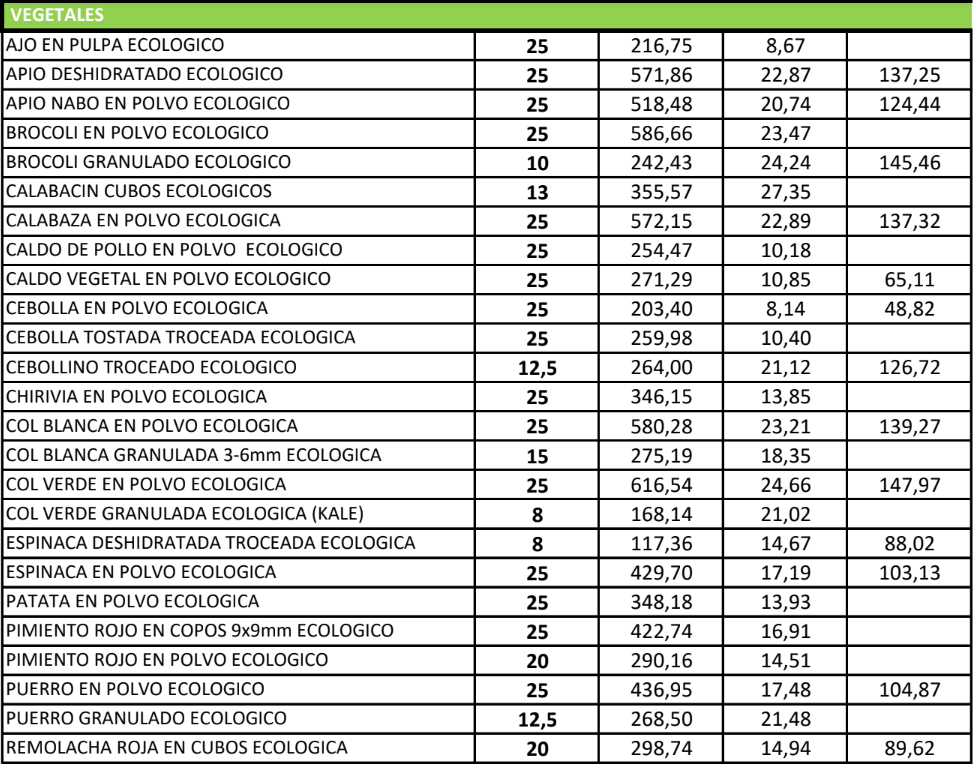 VEGETALES
AJO EN PULPA ECOLOGICO 25 216,75 8,67
APIO DESHIDRATADO ECOLOGICO 25 571,86 22,87 137,25
APIO NABO EN POLVO ECOLOGICO 25 518,48 20,74 124,44
BROCOLI EN POLVO ECOLOGICO 25 586,66 23,47
BROCOLI GRANULADO ECOLOGICO 10 242,43 24,24 145,46
CALABACIN CUBOS ECOLOGICOS 13 355,57 27,35
CALABAZA EN POLVO ECOLOGICA 25 572,15 22,89 137,32
CALDO DE POLLO EN POLVO ECOLOGICO 25 254,47 10,18
CALDO VEGETAL EN POLVO ECOLOGICO 25 271,29 10,85 65,11
CEBOLLA EN POLVO ECOLOGICA 25 203,40 8,14 48,82
CEBOLLA TOSTADA TROCEADA ECOLOGICA 25 259,98 10,40
CEBOLLINO TROCEADO ECOLOGICO 12,5 264,00 21,12 126,72
CHIRIVIA EN POLVO ECOLOGICA 25 346,15 13,85
COL BLANCA EN POLVO ECOLOGICA 25 580,28 23,21 139,27
COL BLANCA GRANULADA 3-6mm ECOLOGICA 15 275,19 18,35
COL VERDE EN POLVO ECOLOGICA 25 616,54 24,66 147,97
COL VERDE GRANULADA ECOLOGICA (KALE) 8 168,14 21,02
ESPINACA DESHIDRATADA TROCEADA ECOLOGICA 8 117,36 14,67 88,02
ESPINACA EN POLVO ECOLOGICA 25 429,70 17,19 103,13
PATATA EN POLVO ECOLOGICA 25 348,18 13,93
PIMIENTO ROJO EN COPOS 9x9mm ECOLOGICO 25 422,74 16,91
PIMIENTO ROJO EN POLVO ECOLOGICO 20 290,16 14,51
PUERRO EN POLVO ECOLOGICO 25 436,95 17,48 104,87
PUERRO GRANULADO ECOLOGICO 12,5 268,50 21,48
REMOLACHA ROJA EN CUBOS ECOLOGICA 20 298,74 14,94 89,62